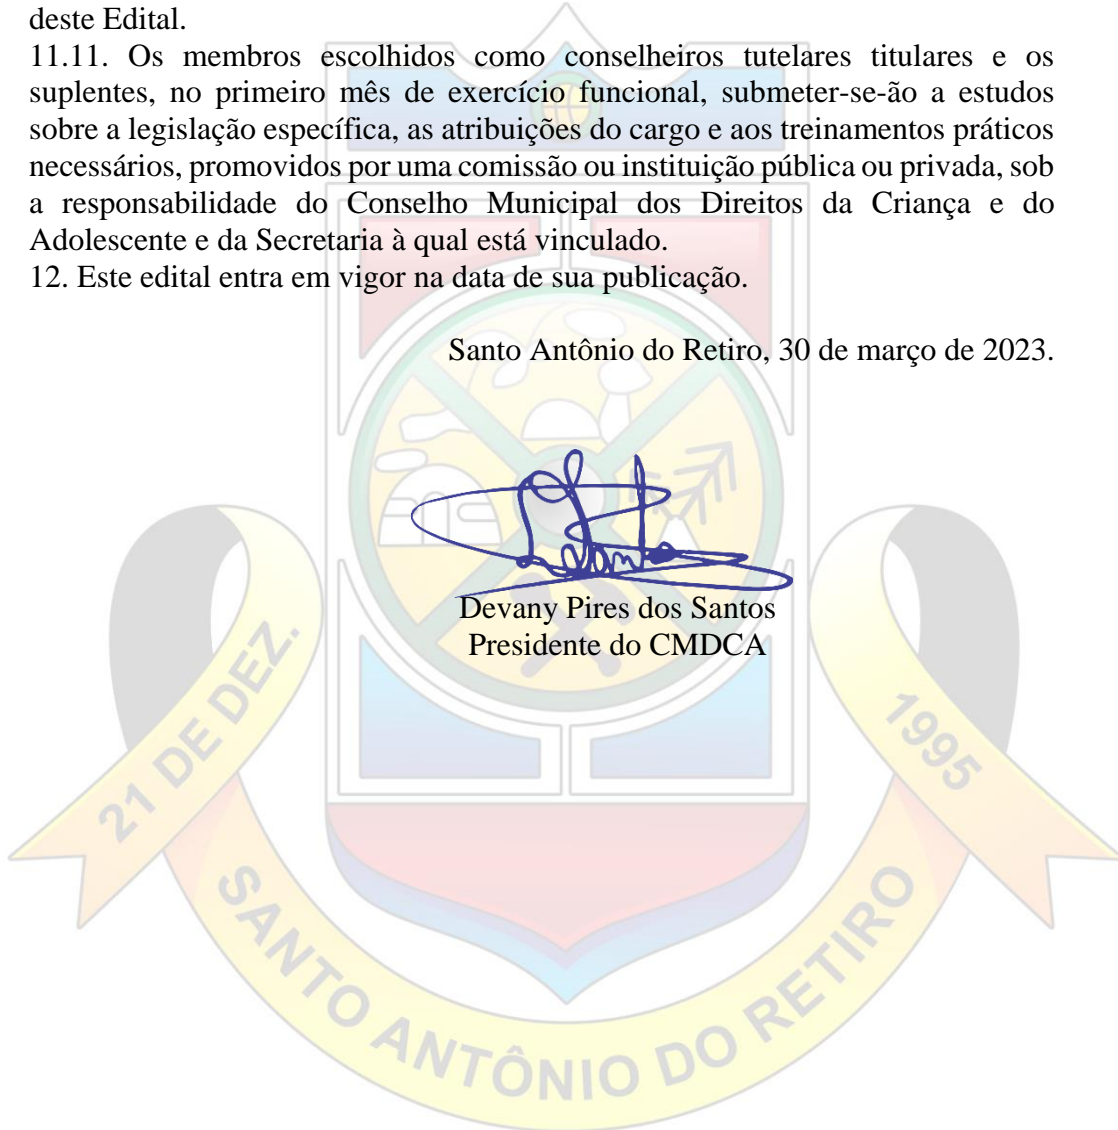 deste Edital.
11.11. Os membros escolhidos como conselheiros tutelares titulares e os
suplentes, no primeiro mês de exercício funcional, submeter-se-ão a estudos
sobre a legislação específica, as atribuições do cargo e aos treinamentos práticos
necessários, promovidos por uma comissão ou instituição pública ou privada, sob
a responsabilidade do Conselho Municipal dos Direitos da Criança e do
Adolescente e da Secretaria à qual está vinculado.
12. Este edital entra em vigor na data de sua publicação.
Santo Antônio do Retiro, 30 de março de 2023.
Devany Pires dos Santos
Presidente do CMDCA
21 DE DEZ.
1995
SANTO ANTÔNIO DO RETIRO